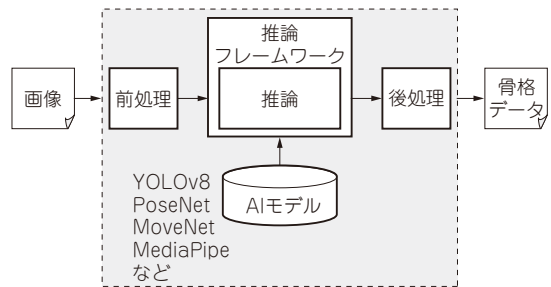 推論
フレームワーク
画像
前処理
推論
後処理
骨格
データ
AIモデル
YOLOv8
PoseNet
MoveNet
MediaPipe
など